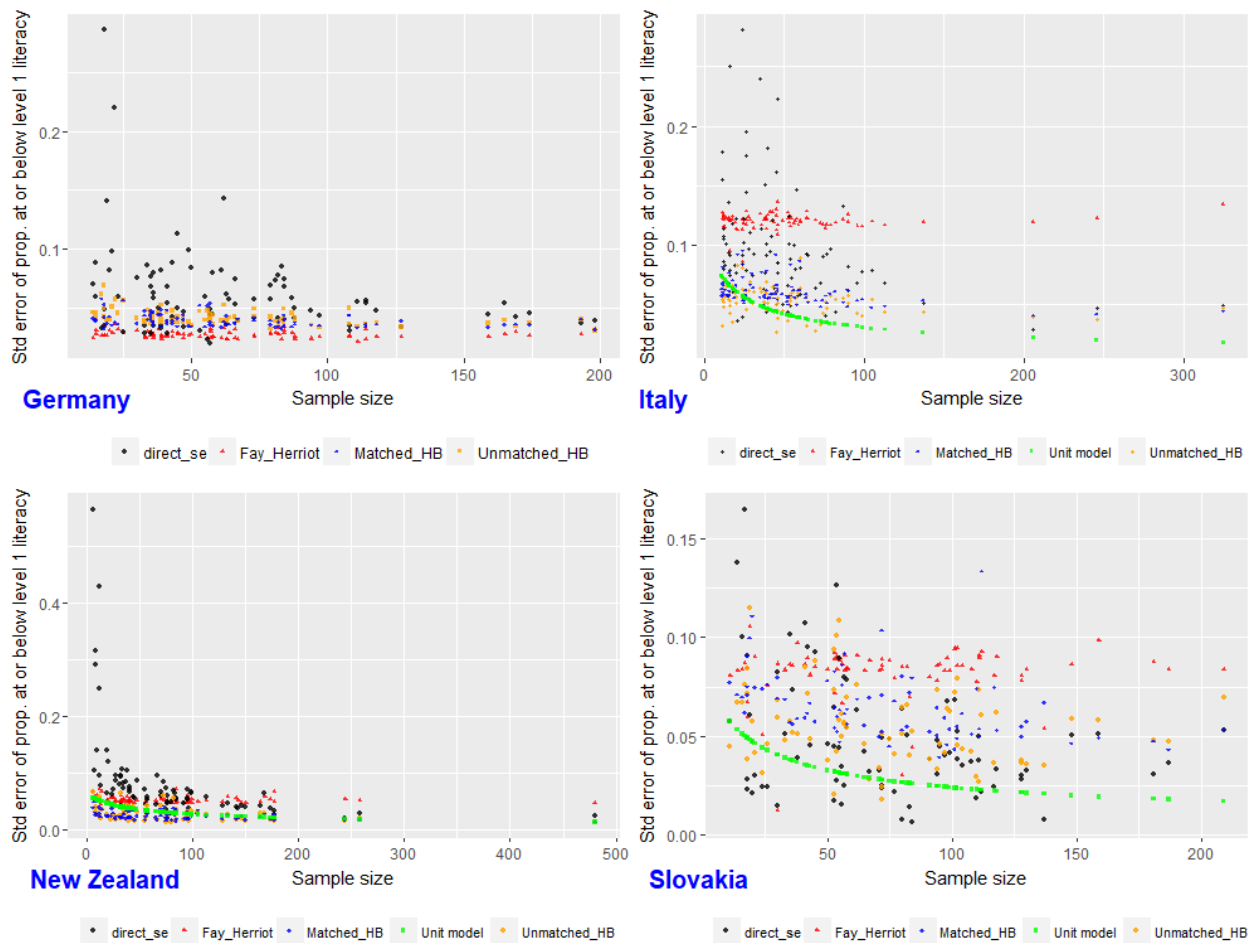 Std error of prop. at or below level 1 literacy
0.2
0.1
50
100
150
200
Germany
Sample size
direct_se Fay_Herriot Matched_HB Unmatched_HB
Std error of prop. at or below level 1 literacy
0.2
0.1
0
100
200
300
Italy
Sample size
direct_se Fay_Herriot Matched_HB Unit model Unmatched_HB
Std error of prop. at or below level 1 literacy
0.4
0.2
0.0
0
100
200
300
400
500
New Zealand
Sample size
direct_se Fay_Herriot Matched_HB Unit model Unmatched_HB
Std error of prop. at or below level 1 literacy
0.15
0.10
0.05
0.00
50
100
150
200
Slovakia
Sample size
direct_se Fay_Herriot Matched_HB Unit model Unmatched_HB